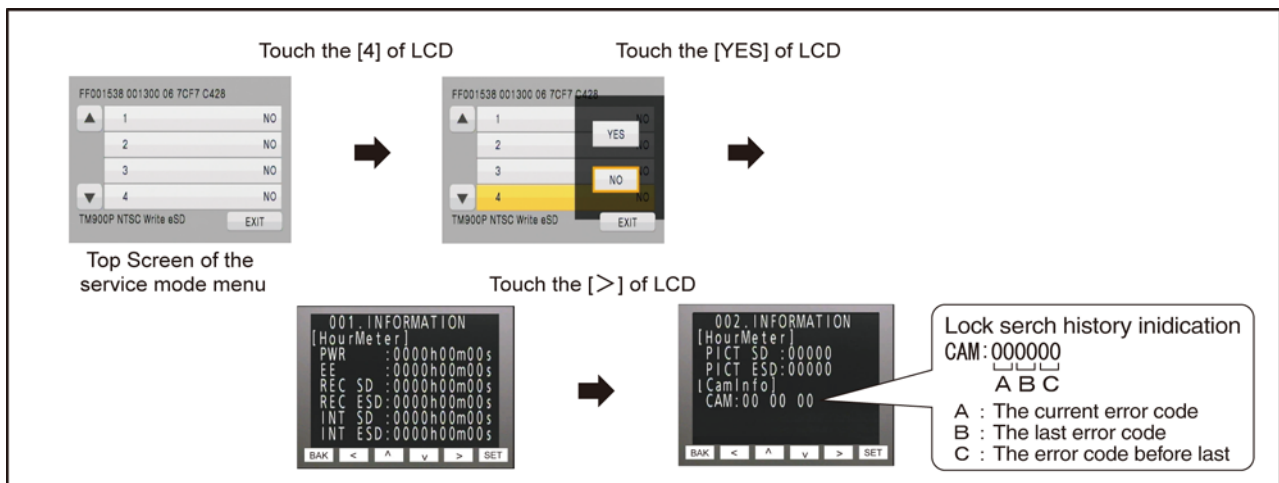 Touch the [4] of LCD
Touch the [YES] of LCD
FF001538 001300 06 7CF7 C428
▲ 1 NO
2 NO
3 NO
▼ 4 NO
TM900P NTSC Write eSD EXIT
Top Screen of the
service mode menu
FF001538 001300 06 7CF7 C428
▲ 1 NO
YES
2 NO
3 NO
NO
▼ 4 NO
TM900P NTSC Write eSD EXIT
Touch the [>] of LCD
001.INFORMATION
[HourMeter]
PWR :0000h00m00s
EE :0000h00m00s
REC SD :0000h00m00s
REC ESD:0000h00m00s
INT SD :0000h00m00s
INT ESD:0000h00m00s
BAK < ^ v > SET
002.INFORMATION
[HourMeter]
PICT SD :00000
PICT ESD:00000
[CamInfo]
CAM:00 00 00
BAK < ^ v > SET
Lock serch history inidication
CAM:000000
A B C
A : The current error code
B : The last error code
C : The error code before last